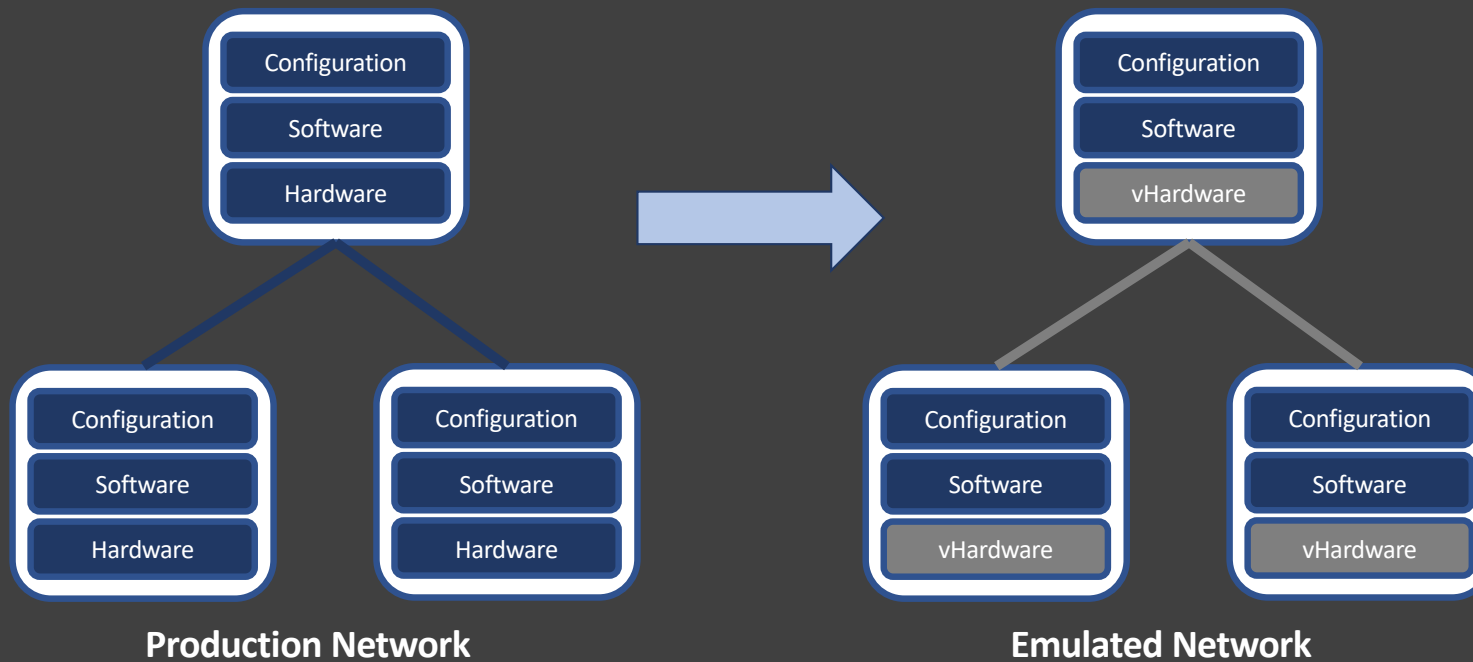 Configuration
Software
Hardware
Configuration
Software
Hardware
Configuration
Software
Hardware
Production Network
Configuration
Software
vHardware
Configuration
Software
vHardware
Configuration
Software
vHardware
Emulated Network